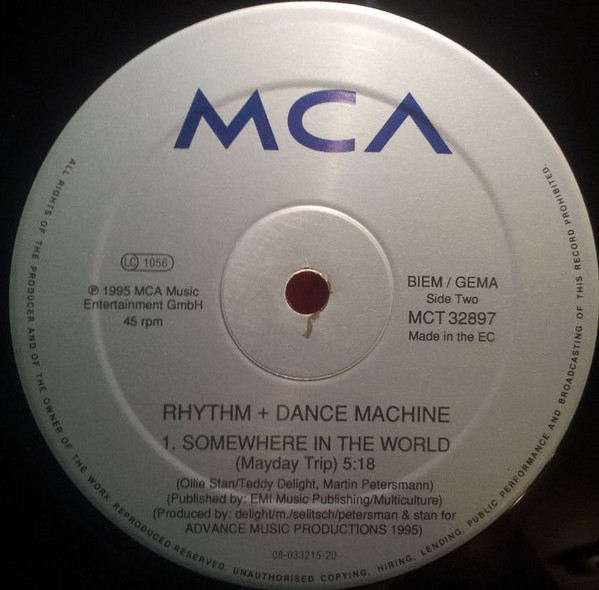 MCA
ALL RIGHTS OF THE PRODUCER AND OF THE OWNER OF THE WORK REPRODUCED RESERVED. UNAUTHORISED COPYING, HIRING, LENDING, PUBLIC PERFORMANCE AND BROADCASTING OF THIS RECORD PROHIBITED.
LC 1056
℗ 1995 MCA Music
Entertainment GmbH
45 rpm
BIEM / GEMA
Side Two
MCT 32897
Made in the EC
RHYTHM + DANCE MACHINE
1. SOMEWHERE IN THE WORLD
(Mayday Trip) 5:18
(Ollie Stan/Teddy Delight, Martin Petersmann)
(Published by: EMI Music Publishing/Multiculture)
(Produced by: delight/m./selitsch/petersman & stan for
ADVANCE MUSIC PRODUCTIONS 1995)
08-033215-20